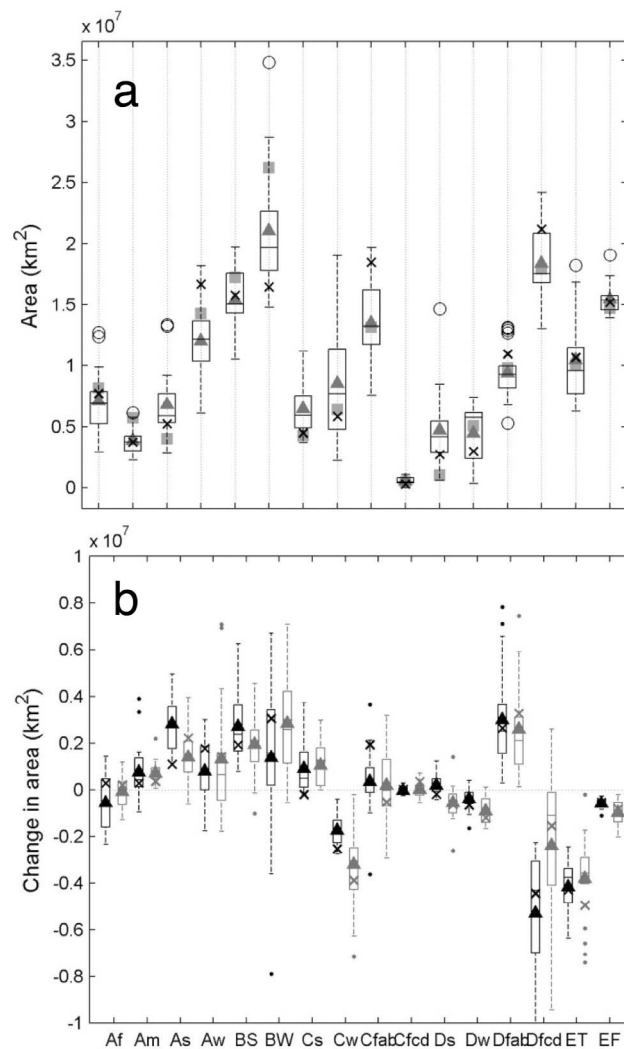 x 10⁷
a
3.5
3
2.5
2
1.5
1
0.5
0
Area (km²)
x 10⁷
b
1
0.8
0.6
0.4
0.2
0
-0.2
-0.4
-0.6
-0.8
-1
Change in area (km²)
Af Am As Aw BS BW Cs Cw Cfab Cfcd Ds Dw Dfab Dfcd ET EF